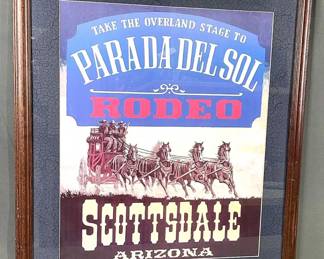 TAKE THE OVERLAND STAGE TO
PARADA DEL SOL
RODEO
SCOTTSDALE
ARIZONA